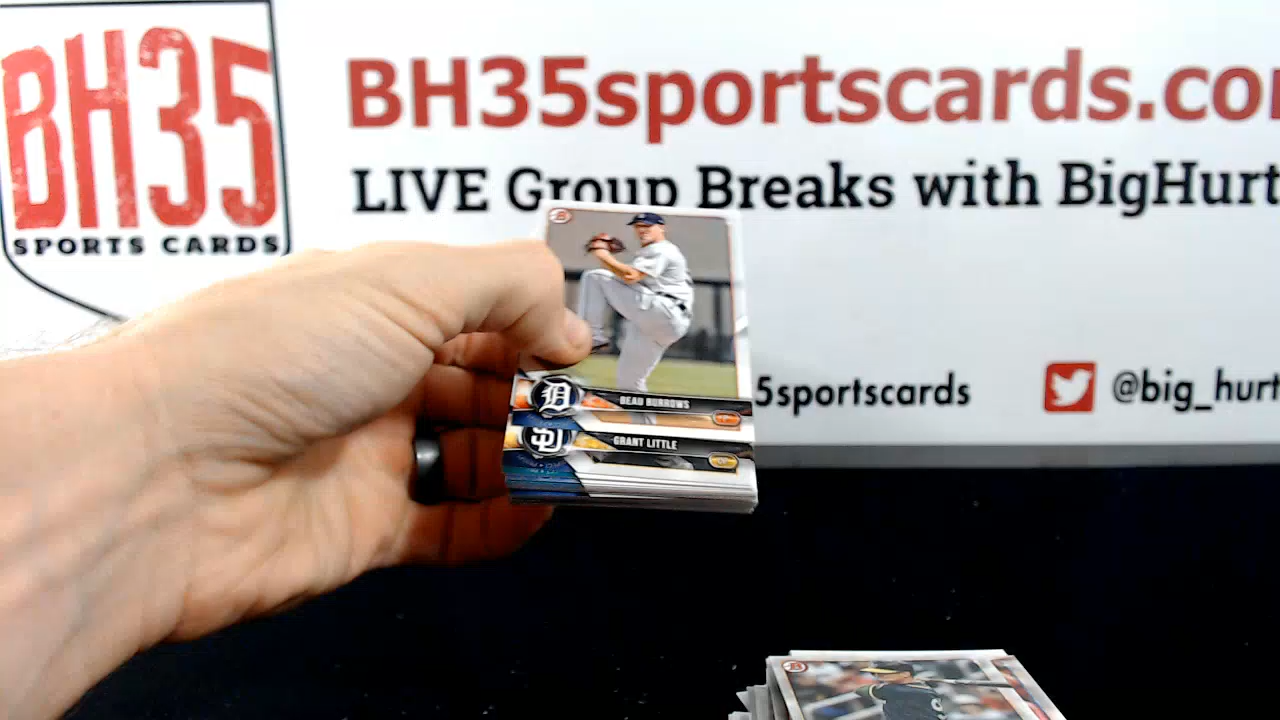 BH35
SPORTS CARDS
BH35sportscards.co
LIVE Group Breaks with BigHurt
5sportscards
@big_hurt
BEAU BURROWS
GRANT LITTLE